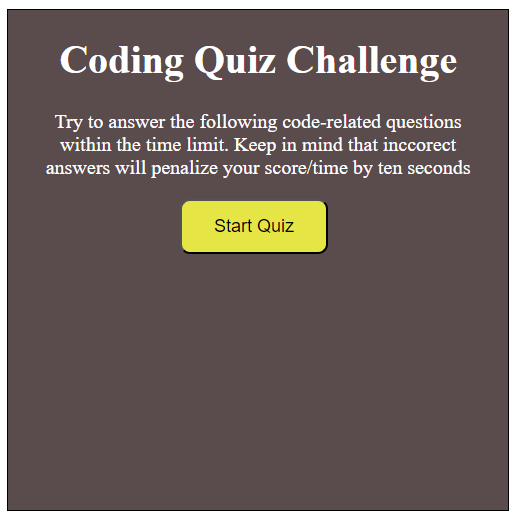 Coding Quiz Challenge
Try to answer the following code-related questions
within the time limit. Keep in mind that inccorect
answers will penalize your score/time by ten seconds
Start Quiz